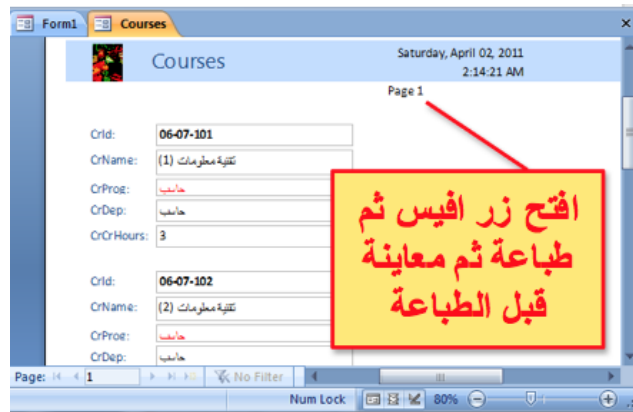 Form1 Courses
Courses
Saturday, April 02, 2011
2:14:21 AM
Page 1
CrId: 06-07-101
CrName: تقنية معلومات (1)
CrProg: حاسب
CrDep: حاسب
CrCrHours: 3
CrId: 06-07-102
CrName: تقنية معلومات (2)
CrProg: حاسب
CrDep: حاسب
افتح زر افيس ثم
طباعة ثم معاينة
قبل الطباعة
Page: 1 No Filter
Num Lock 80%